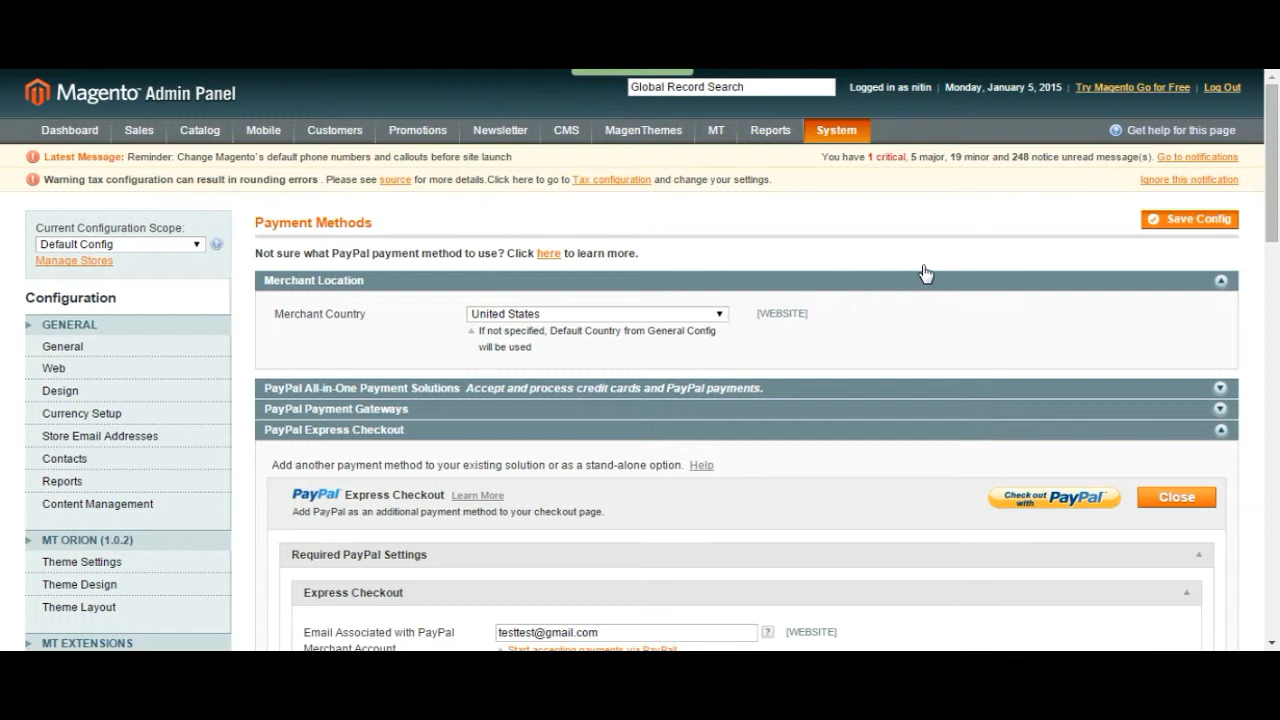 Magento Admin Panel
Global Record Search
Logged in as nitin | Monday, January 5, 2015 | Try Magento Go for Free | Log Out
Dashboard Sales Catalog Mobile Customers Promotions Newsletter CMS MagenThemes MT Reports System
Get help for this page
Latest Message: Reminder: Change Magento`s default phone numbers and callouts before site launch
You have 1 critical, 5 major, 19 minor and 248 notice unread message(s). Go to notifications
Warning tax configuration can result in rounding errors . Please see source for more details.Click here to go to Tax configuration and change your settings.
Ignore this notification
Current Configuration Scope:
Default Config
Manage Stores
Configuration
GENERAL
General
Web
Design
Currency Setup
Store Email Addresses
Contacts
Reports
Content Management
MT ORION (1.0.2)
Theme Settings
Theme Design
Theme Layout
MT EXTENSIONS
Payment Methods
Save Config
Not sure what PayPal payment method to use? Click here to learn more.
Merchant Location
Merchant Country
United States
[WEBSITE]
If not specified, Default Country from General Config
will be used
PayPal All-in-One Payment Solutions Accept and process credit cards and PayPal payments.
PayPal Payment Gateways
PayPal Express Checkout
Add another payment method to your existing solution or as a stand-alone option. Help
PayPal Express Checkout Learn More
Add PayPal as an additional payment method to your checkout page.
Check out
with PayPal
Close
Required PayPal Settings
Express Checkout
Email Associated with PayPal
Merchant Account
testtest@gmail.com
?
[WEBSITE]
Start accepting payments via PayPal!